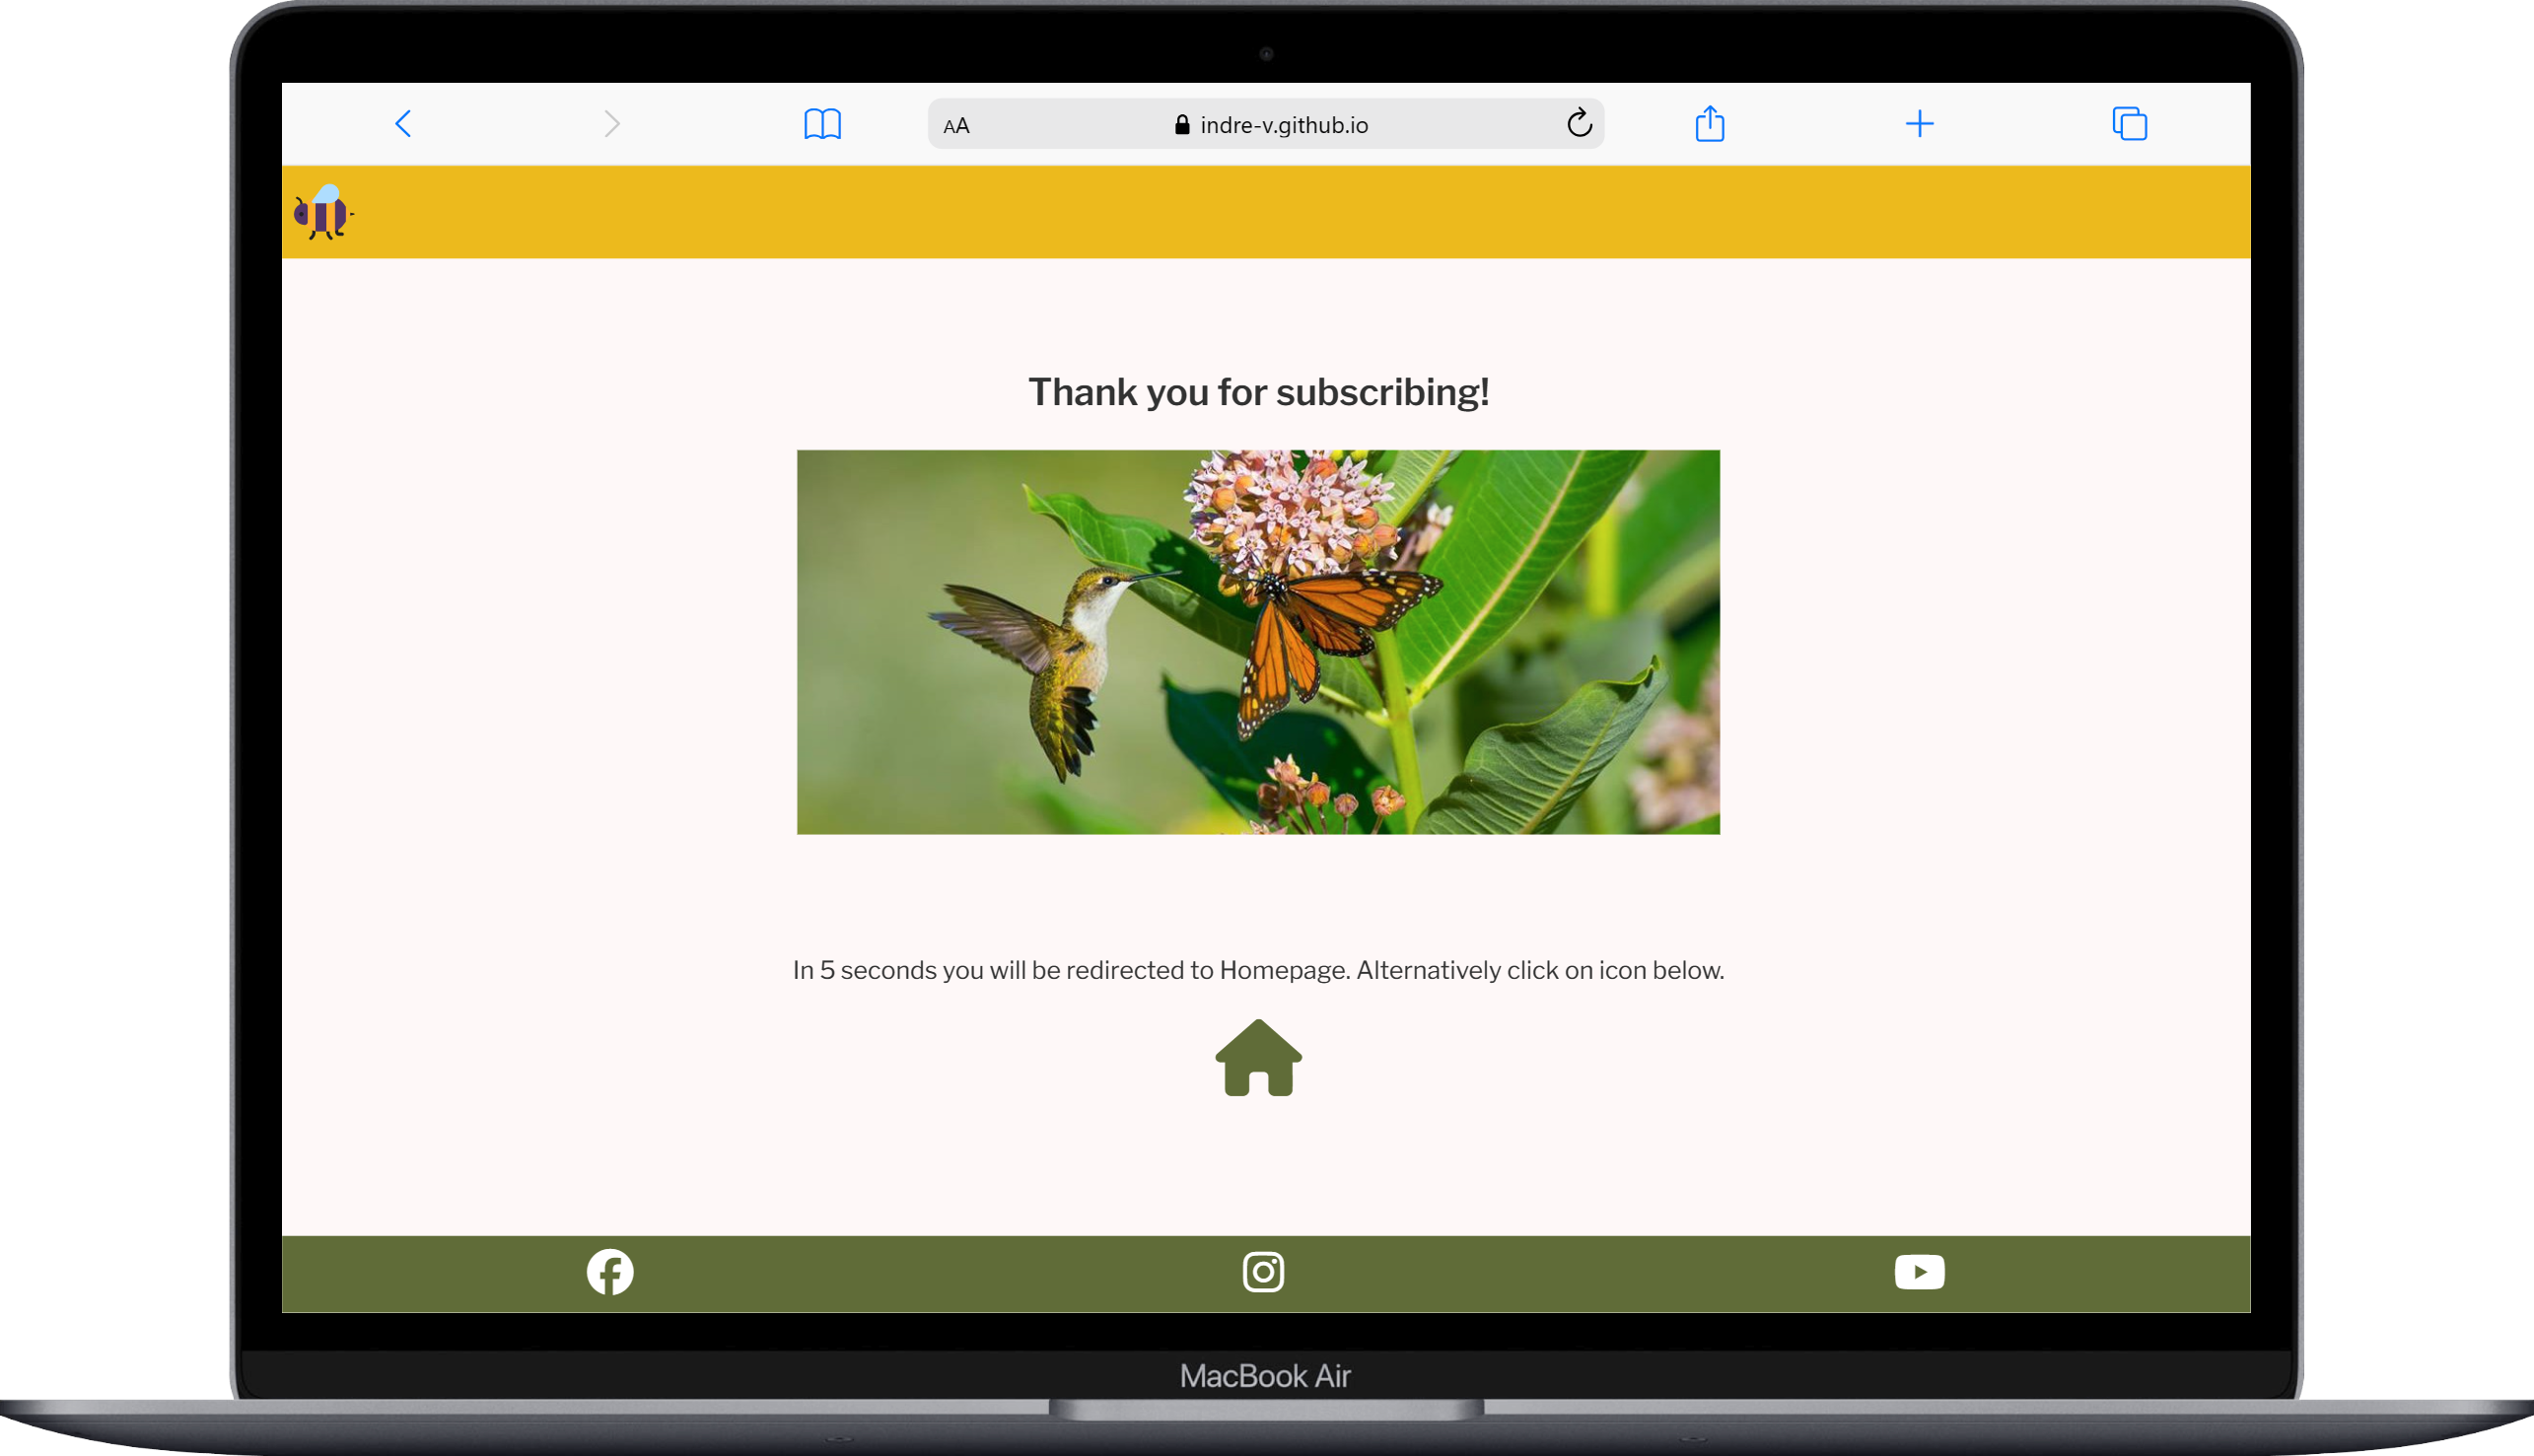 AA
indre-v.github.io
Thank you for subscribing!
In 5 seconds you will be redirected to Homepage. Alternatively click on icon below.
MacBook Air